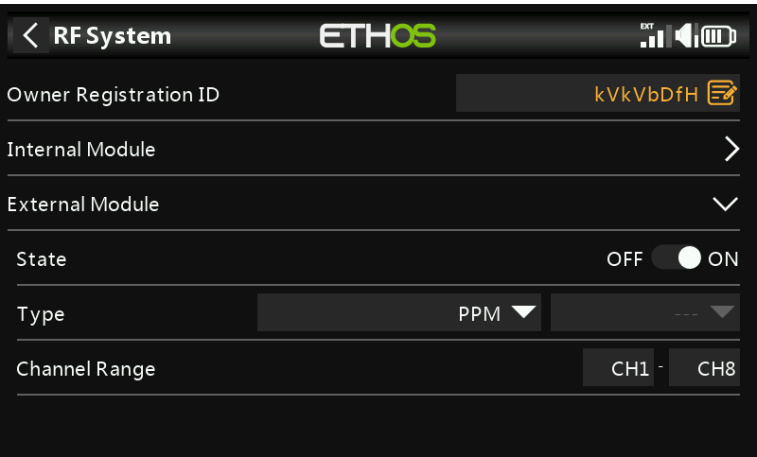 RF System ETHOS EXT
Owner Registration ID kVkVbDfH
Internal Module
External Module
State OFF ON
Type PPM ---
Channel Range CH1 - CH8